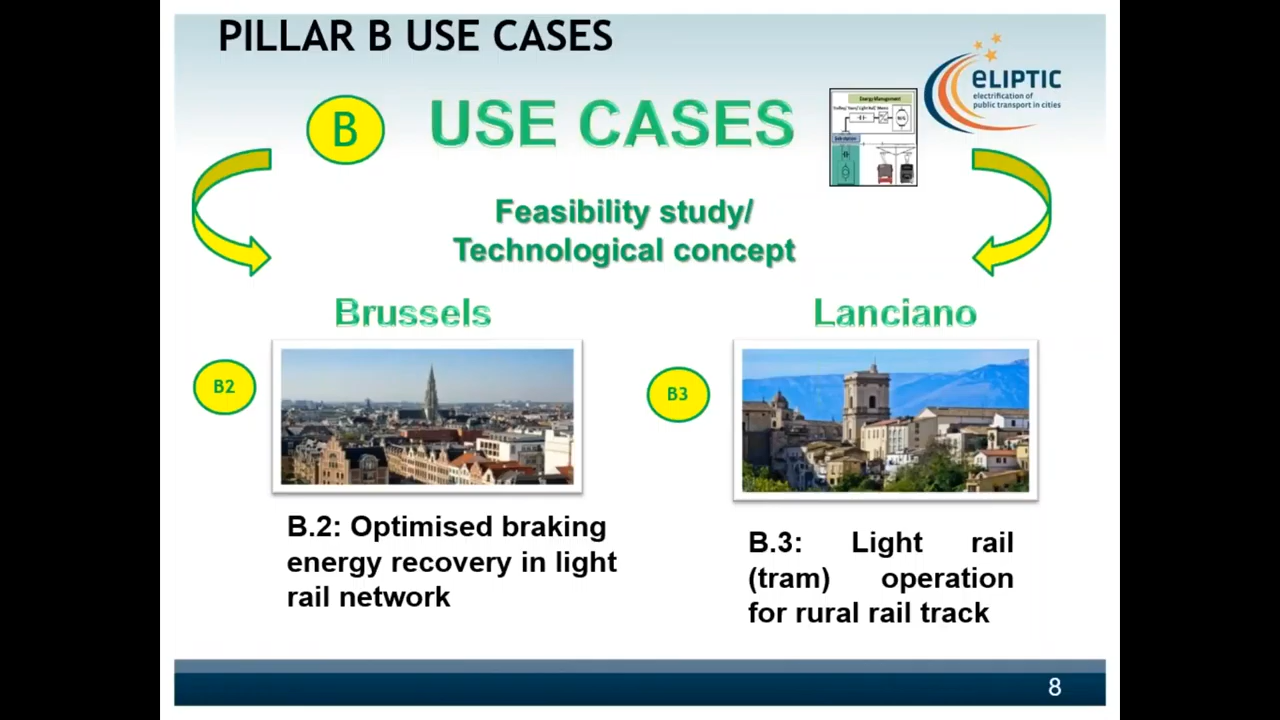 PILLAR B USE CASES
eLIPTIC
electrification of
public transport in cities
B
USE CASES
Energy Management
Feasibility study/
Technological concept
Brussels
Lanciano
B2
B3
B.2: Optimised braking
energy recovery in light
rail network
B.3: Light rail
(tram) operation
for rural rail track
8